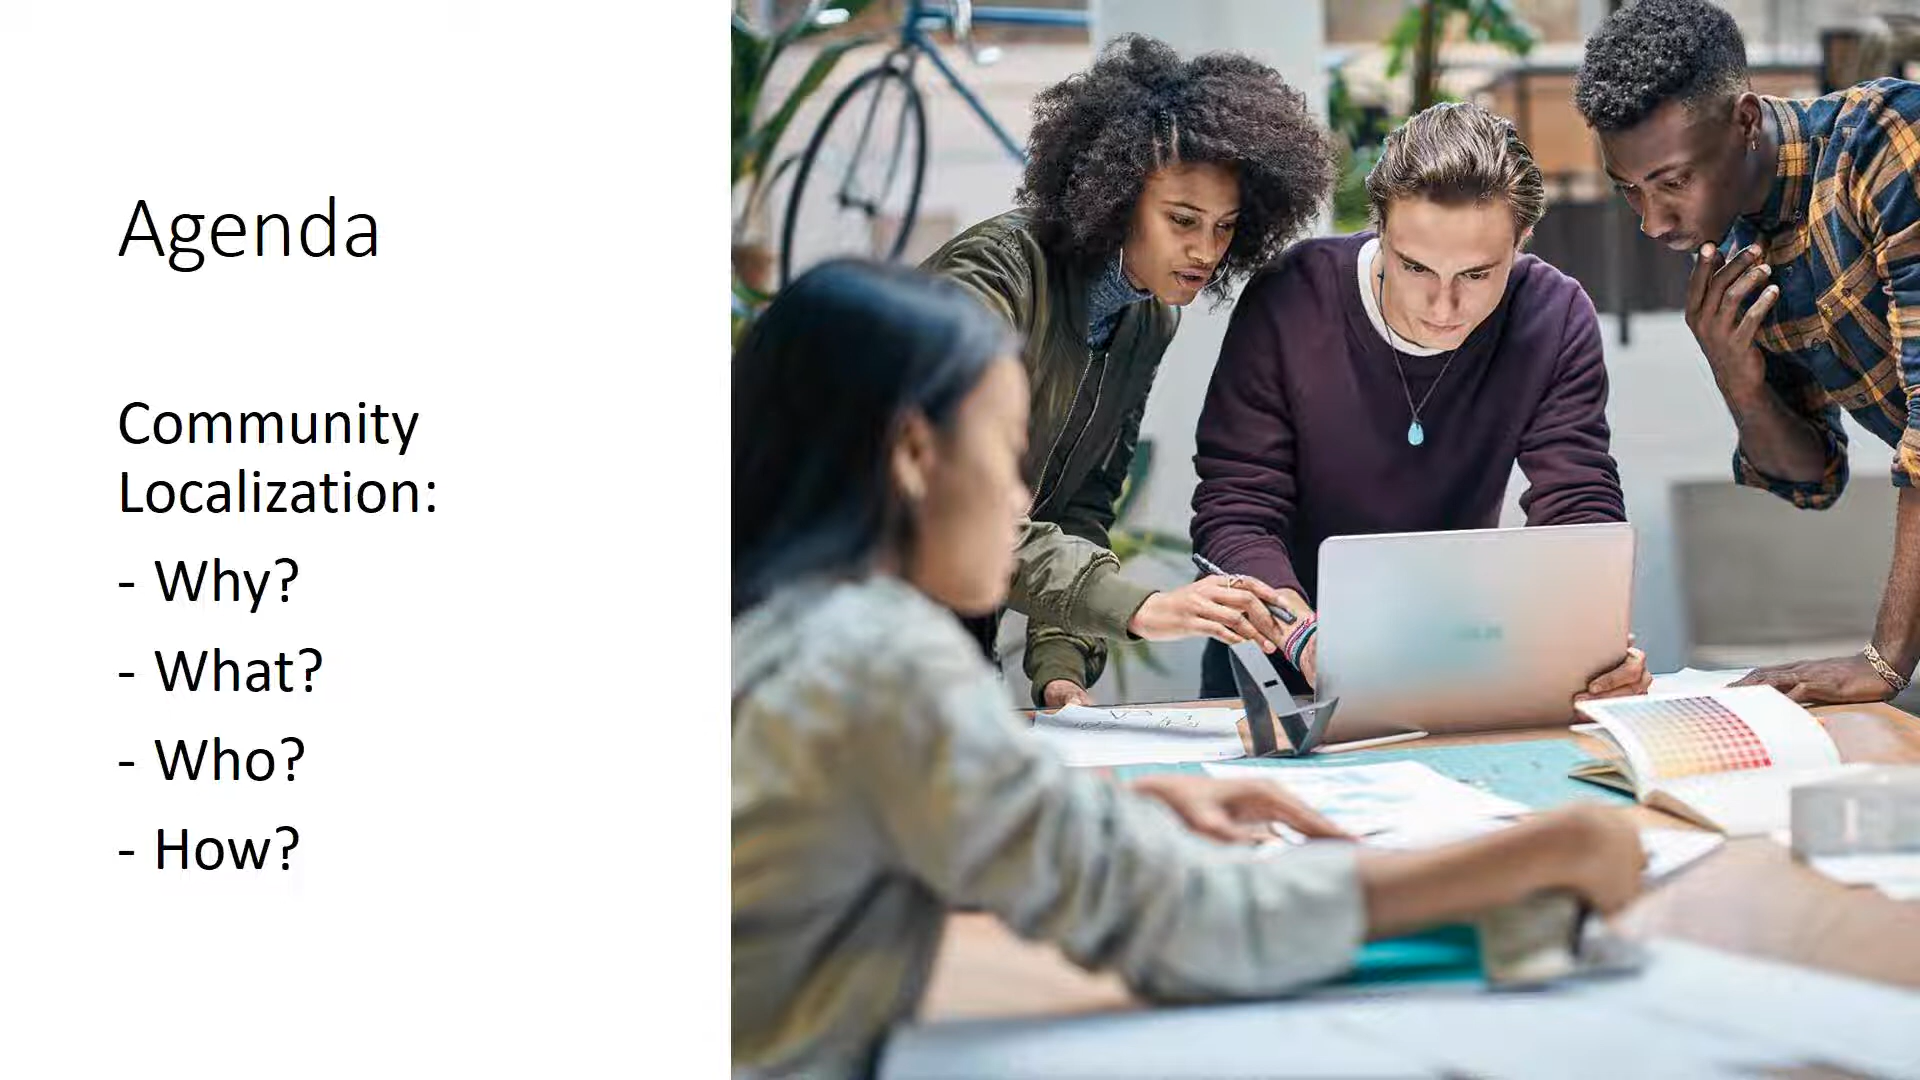 Agenda
Community
Localization:
- Why?
- What?
- Who?
- How?